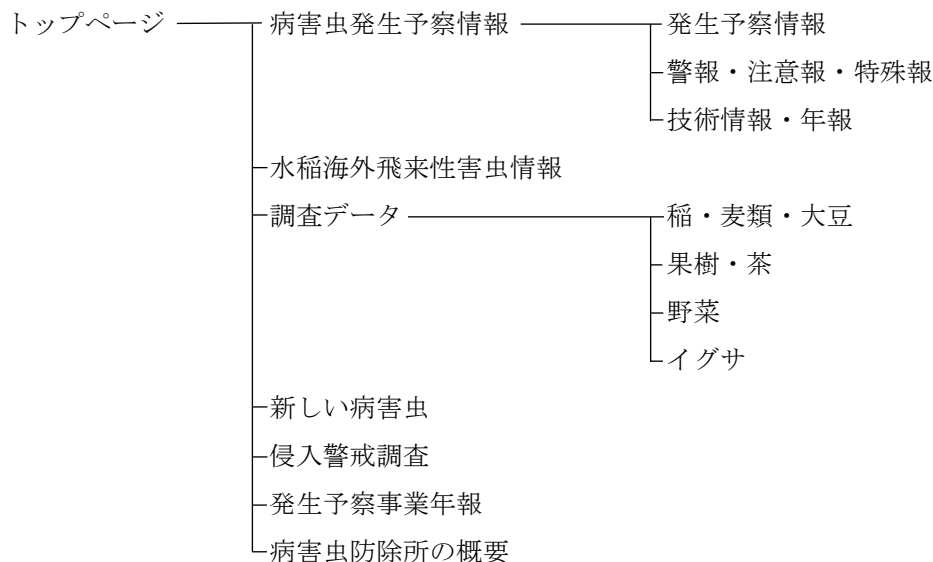 トップページ 病害虫発生予察情報 発生予察情報
警報・注意報・特殊報
技術情報・年報
水稲海外飛来性害虫情報
調査データ 稲・麦類・大豆
果樹・茶
野菜
イグサ
新しい病害虫
侵入警戒調査
発生予察事業年報
病害虫防除所の概要